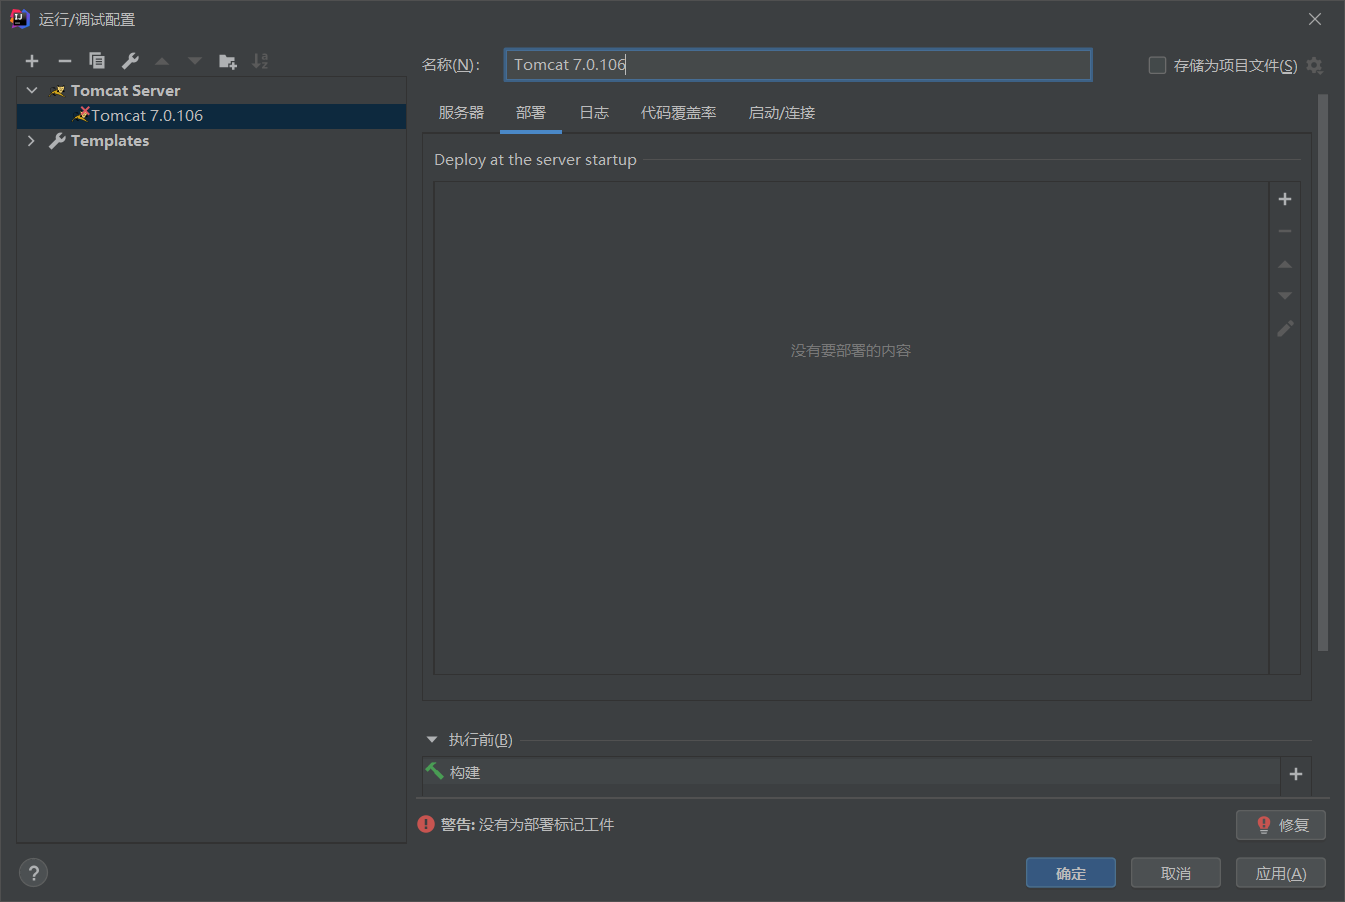 运行/调试配置
名称(N):
Tomcat 7.0.106
存储为项目文件(S)
Tomcat Server
Tomcat 7.0.106
Templates
服务器 部署 日志 代码覆盖率 启动/连接
Deploy at the server startup
没有要部署的内容
执行前(B)
构建
警告: 没有为部署标记工件
修复
?
确定 取消 应用(A)